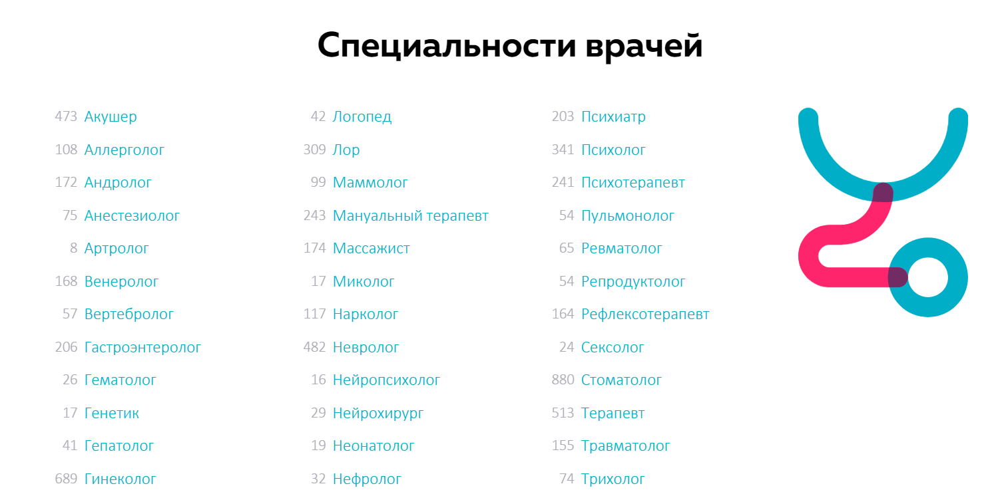 Специальности врачей
473 Акушер
108 Аллерголог
172 Андролог
75 Анестезиолог
8 Артролог
168 Венеролог
57 Вертебролог
206 Гастроэнтеролог
26 Гематолог
17 Генетик
41 Гепатолог
689 Гинеколог
42 Логопед
309 Лор
99 Маммолог
243 Мануальный терапевт
174 Массажист
17 Миколог
117 Нарколог
482 Невролог
16 Нейропсихолог
29 Нейрохирург
19 Неонатолог
32 Нефролог
203 Психиатр
341 Психолог
241 Психотерапевт
54 Пульмонолог
65 Ревматолог
54 Репродуктолог
164 Рефлексотерапевт
24 Сексолог
880 Стоматолог
513 Терапевт
155 Травматолог
74 Трихолог